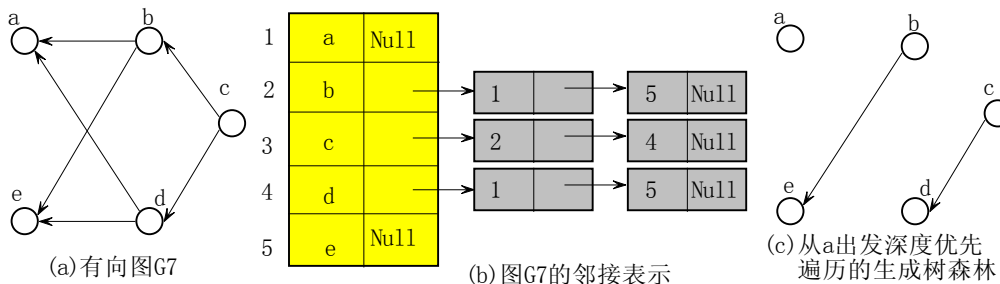 a
b
c
e
d
(a)有向图G7
1 a Null
2 b 1 5 Null
3 c 2 4 Null
4 d 1 5 Null
5 e Null
(b)图G7的邻接表示
a
b
c
e
d
(c)从a出发深度优先
遍历的生成树森林